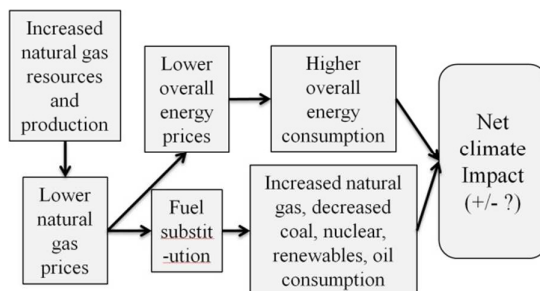 Increased
natural gas
resources
and
production
Lower
natural
gas
prices
Lower
overall
energy
prices
Fuel
substit
-ution
Higher
overall
energy
consumption
Increased natural
gas, decreased
coal, nuclear,
renewables, oil
consumption
Net
climate
Impact
(+/- ?)